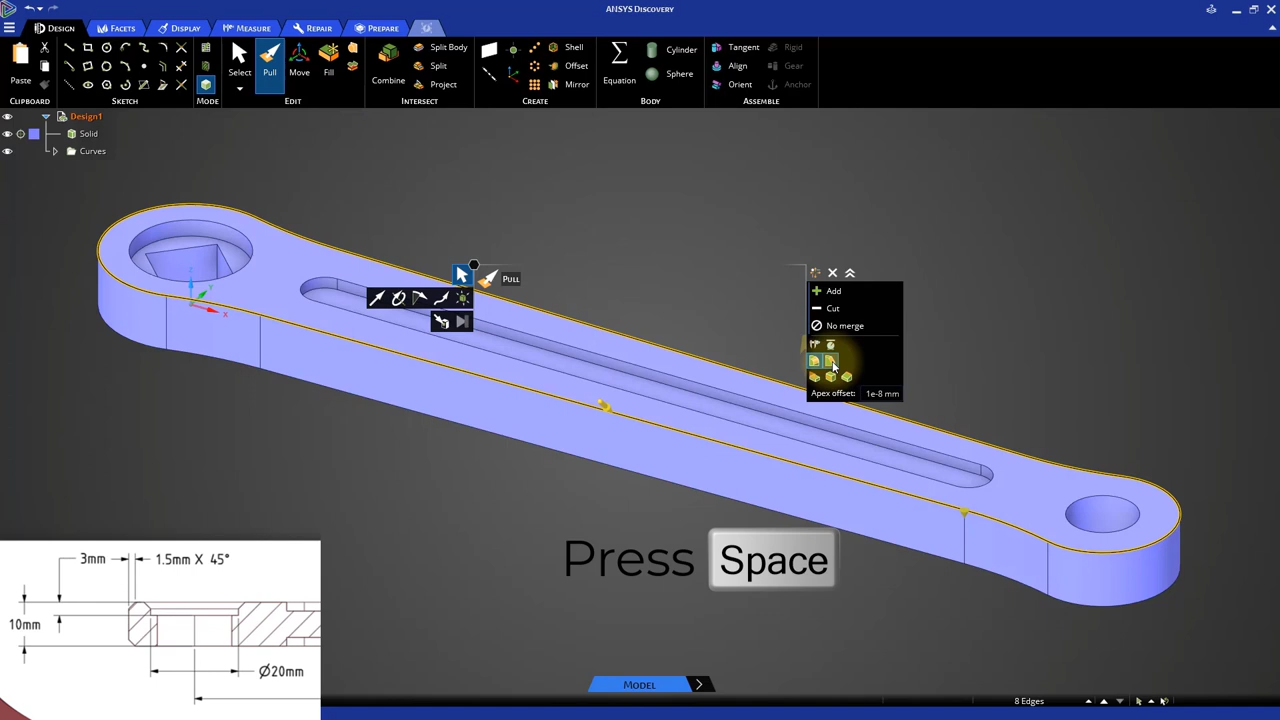 ANSYS Discovery
Design
Facets
Display
Measure
Repair
Prepare
Paste
Select
Pull
Move
Fill
Combine
Split Body
Split
Project
Shell
Offset
Mirror
Equation
Cylinder
Sphere
Tangent
Align
Orient
Rigid
Gear
Anchor
Clipboard
Sketch
Mode
Edit
Intersect
Create
Body
Assemble
Design1
Solid
Curves
Pull
Add
Cut
No merge
Apex offset: 1e-8 mm
Z
Y
X
Press Space
3mm
1.5mm X 45°
10mm
Ø20mm
Model
8 Edges